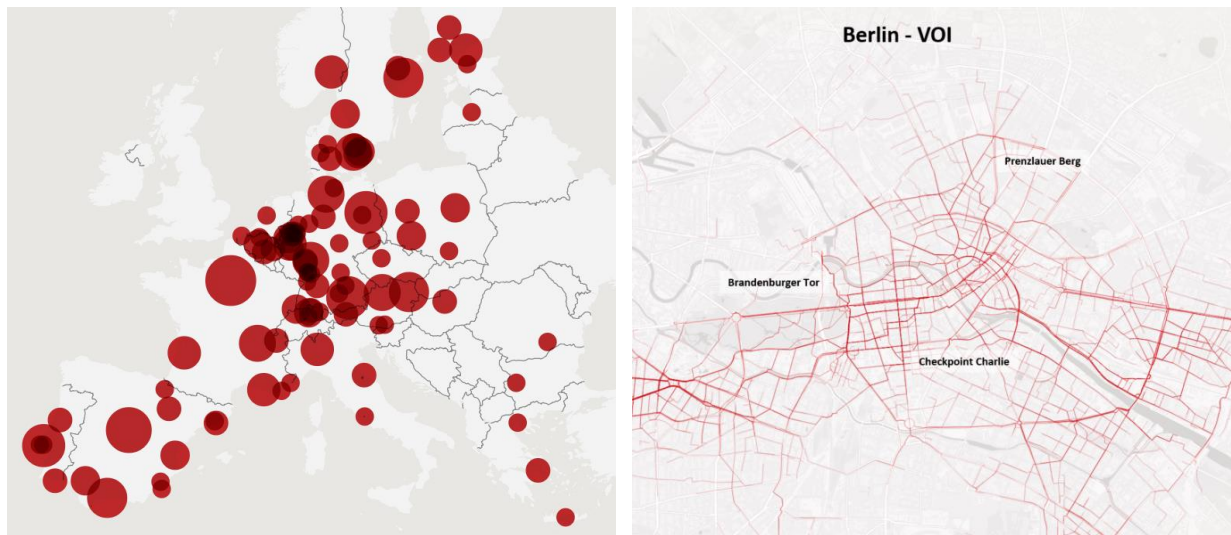 Berlin - VOI
Prenzlauer Berg
Brandenburger Tor
Checkpoint Charlie